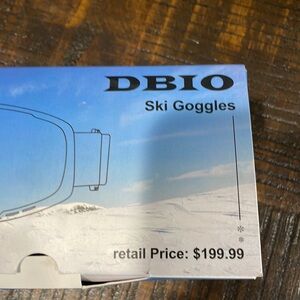 DBIO
Ski Goggles
**
retail Price: $199.99